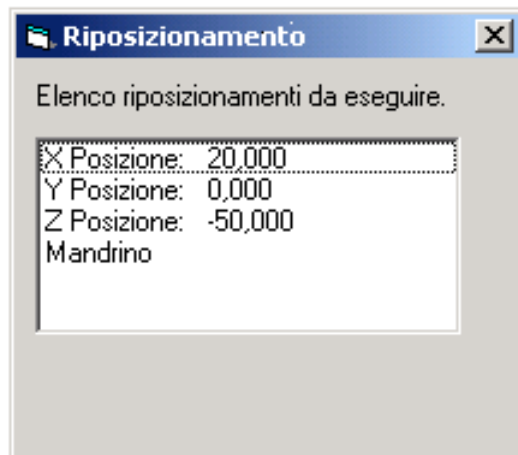 Riposizionamento
Elenco riposizionamenti da eseguire.
X Posizione: 20,000
Y Posizione: 0,000
Z Posizione: -50,000
Mandrino